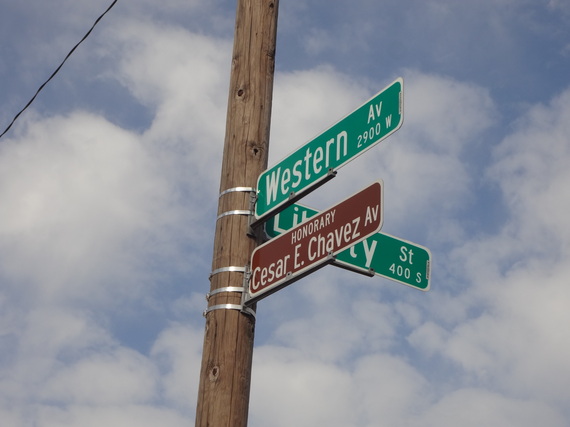 Western Av
2900 W
HONORARY
Cesar E. Chavez Av
St
400 S